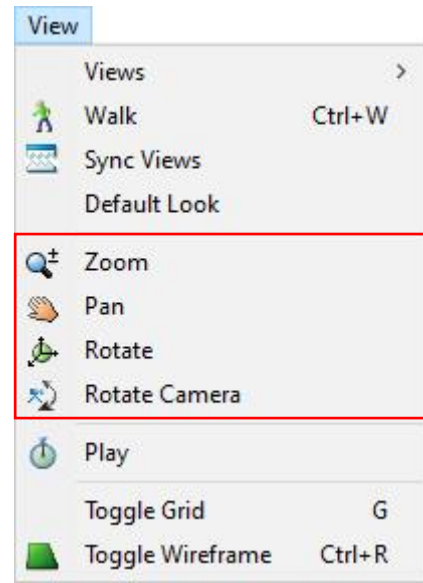 View
Views
Walk Ctrl+W
Sync Views
Default Look
Zoom
Pan
Rotate
Rotate Camera
Play
Toggle Grid G
Toggle Wireframe Ctrl+R